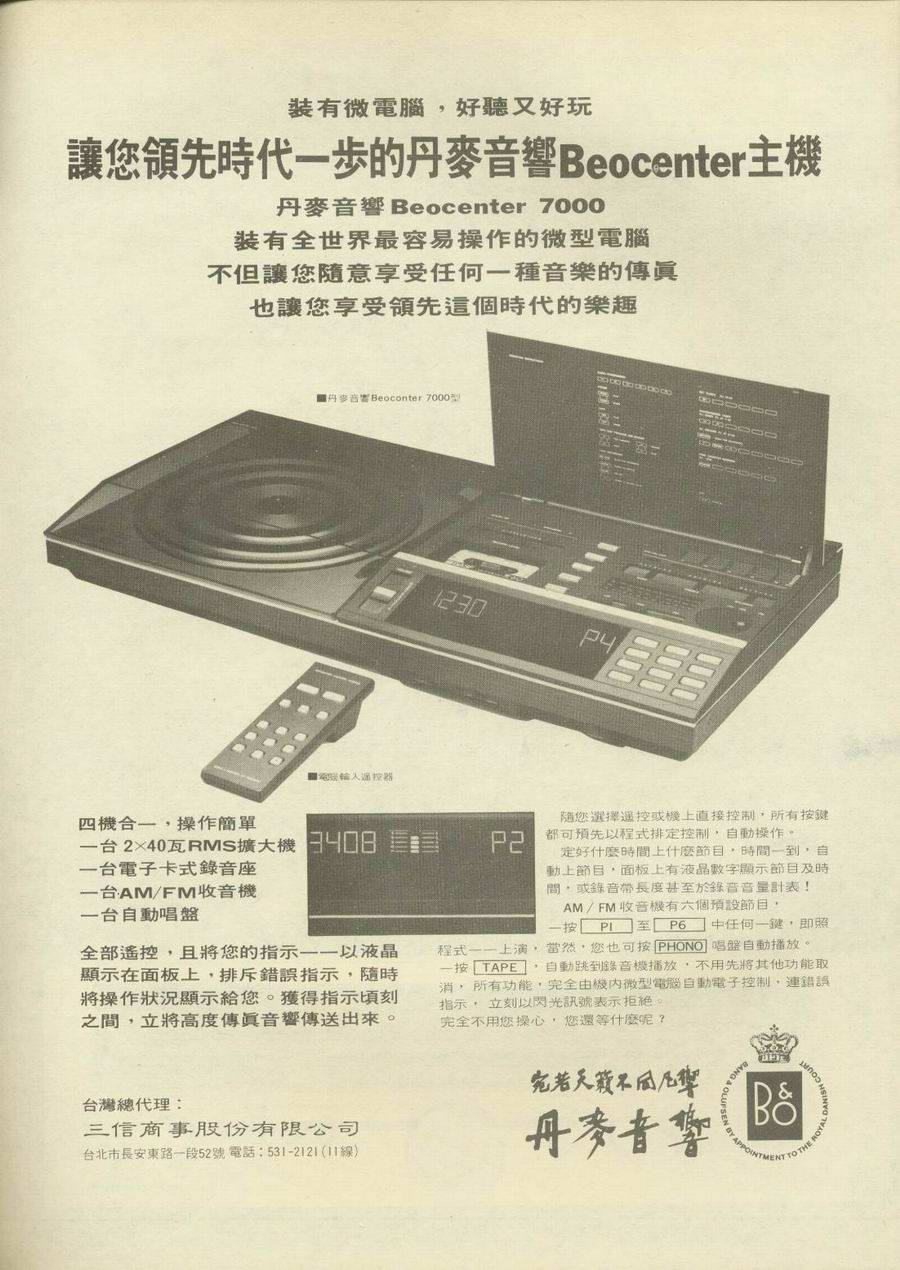 裝有微電腦，好聽又好玩
讓您領先時代一步的丹麥音響Beocenter主機
丹麥音響Beocenter 7000
裝有全世界最容易操作的微型電腦
不但讓您隨意享受任何一種音樂的傳眞
也讓您享受領先這個時代的樂趣
■丹麥音響Beoconter 7000型
1230
P4
■電腦輸入遙控器
四機合一，操作簡單
一台 2×40瓦RMS擴大機
一台電子卡式錄音座
一台AM/FM收音機
一台自動唱盤
3408
P2
全部遙控，且將您的指示——以液晶
顯示在面板上，排斥錯誤指示，隨時
將操作狀況顯示給您。獲得指示頃刻
之間，立將高度傳眞音響傳送出來。
隨您選擇遙控或機上直接控制，所有按鍵
都可預先以程式排定控制，自動操作。
定好什麼時間上什麼節目，時間一到，自
動上節目，面板上有液晶數字顯示節目及時
間，或錄音帶長度甚至於錄音音量計表！
AM / FM 收音機有六個預設節目，
一按 P1 至 P6 中任何一鍵，即照
程式一一上演，當然，您也可按 PHONO 唱盤自動播放。
一按 TAPE ，自動跳到錄音機播放，不用先將其他功能取
消，所有功能，完全由機內微型電腦自動電子控制，連錯誤
指示，立刻以閃光訊號表示拒絶。
完全不用您操心，您還等什麼呢？
宛若天籟不同凡響
丹麥音響
B&O
BANG & OLUFSEN BY APPOINTMENT TO THE ROYAL DANISH COURT
台灣總代理：
三信商事股份有限公司
台北市長安東路一段52號 電話：531-2121(11線)